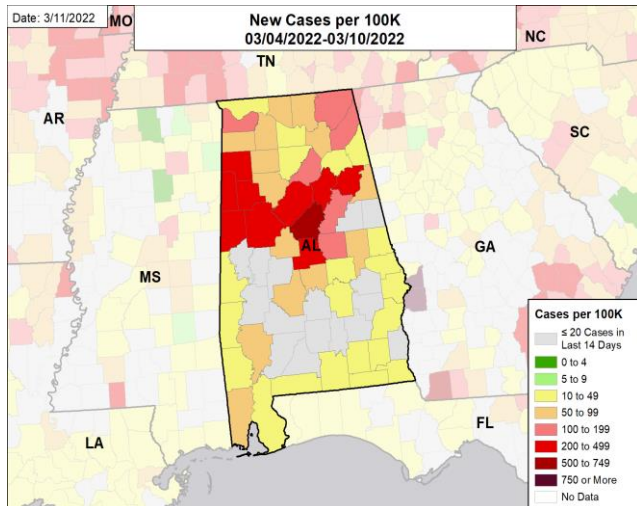 Date: 3/11/2022
New Cases per 100K
03/04/2022-03/10/2022
MO
TN
NC
AR
SC
AL
MS
GA
LA
FL
Cases per 100K
≤ 20 Cases in
Last 14 Days
0 to 4
5 to 9
10 to 49
50 to 99
100 to 199
200 to 499
500 to 749
750 or More
No Data